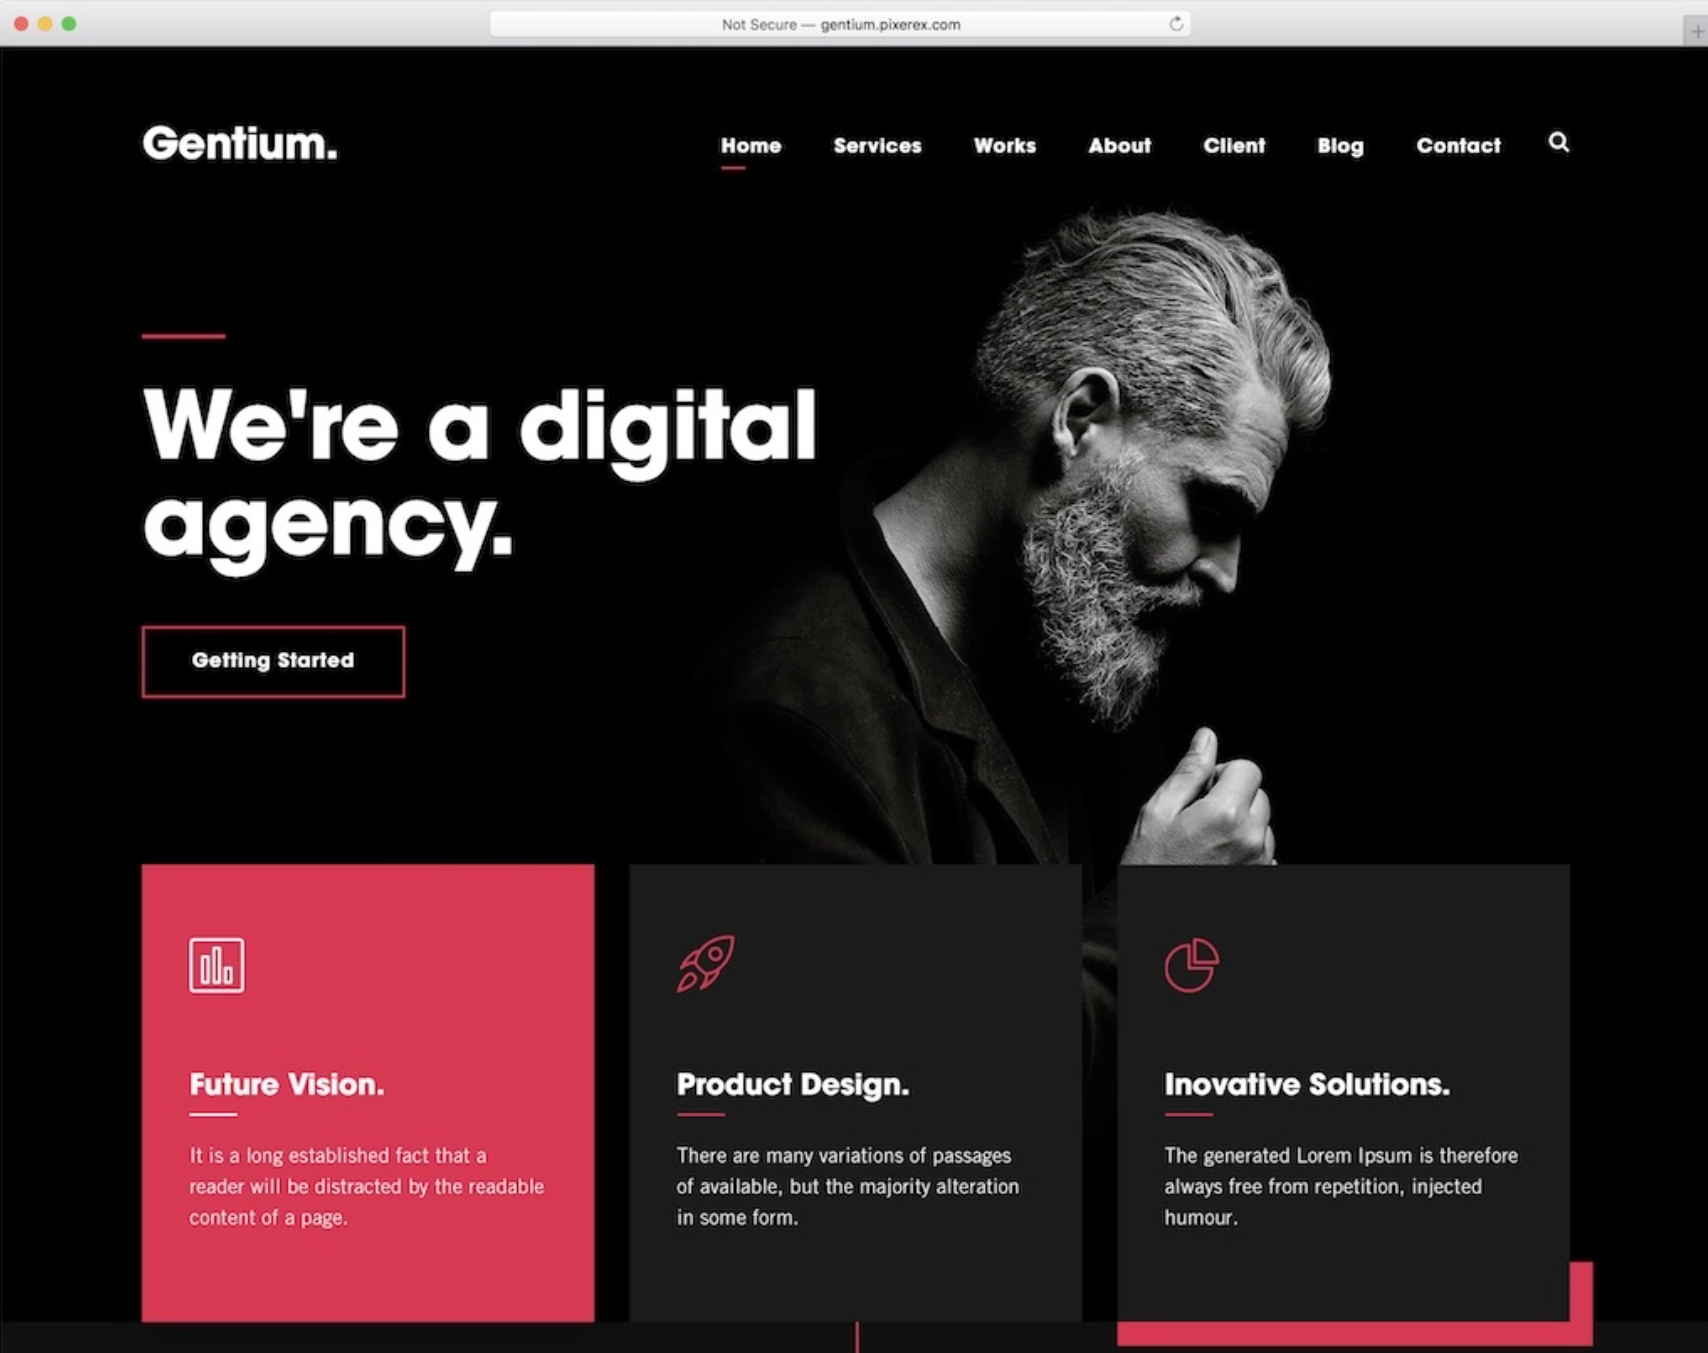 Not Secure — gentium.pixerex.com
Gentium.
Home Services Works About Client Blog Contact
We're a digital
agency.
Getting Started
Future Vision.
It is a long established fact that a
reader will be distracted by the readable
content of a page.
Product Design.
There are many variations of passages
of available, but the majority alteration
in some form.
Inovative Solutions.
The generated Lorem Ipsum is therefore
always free from repetition, injected
humour.